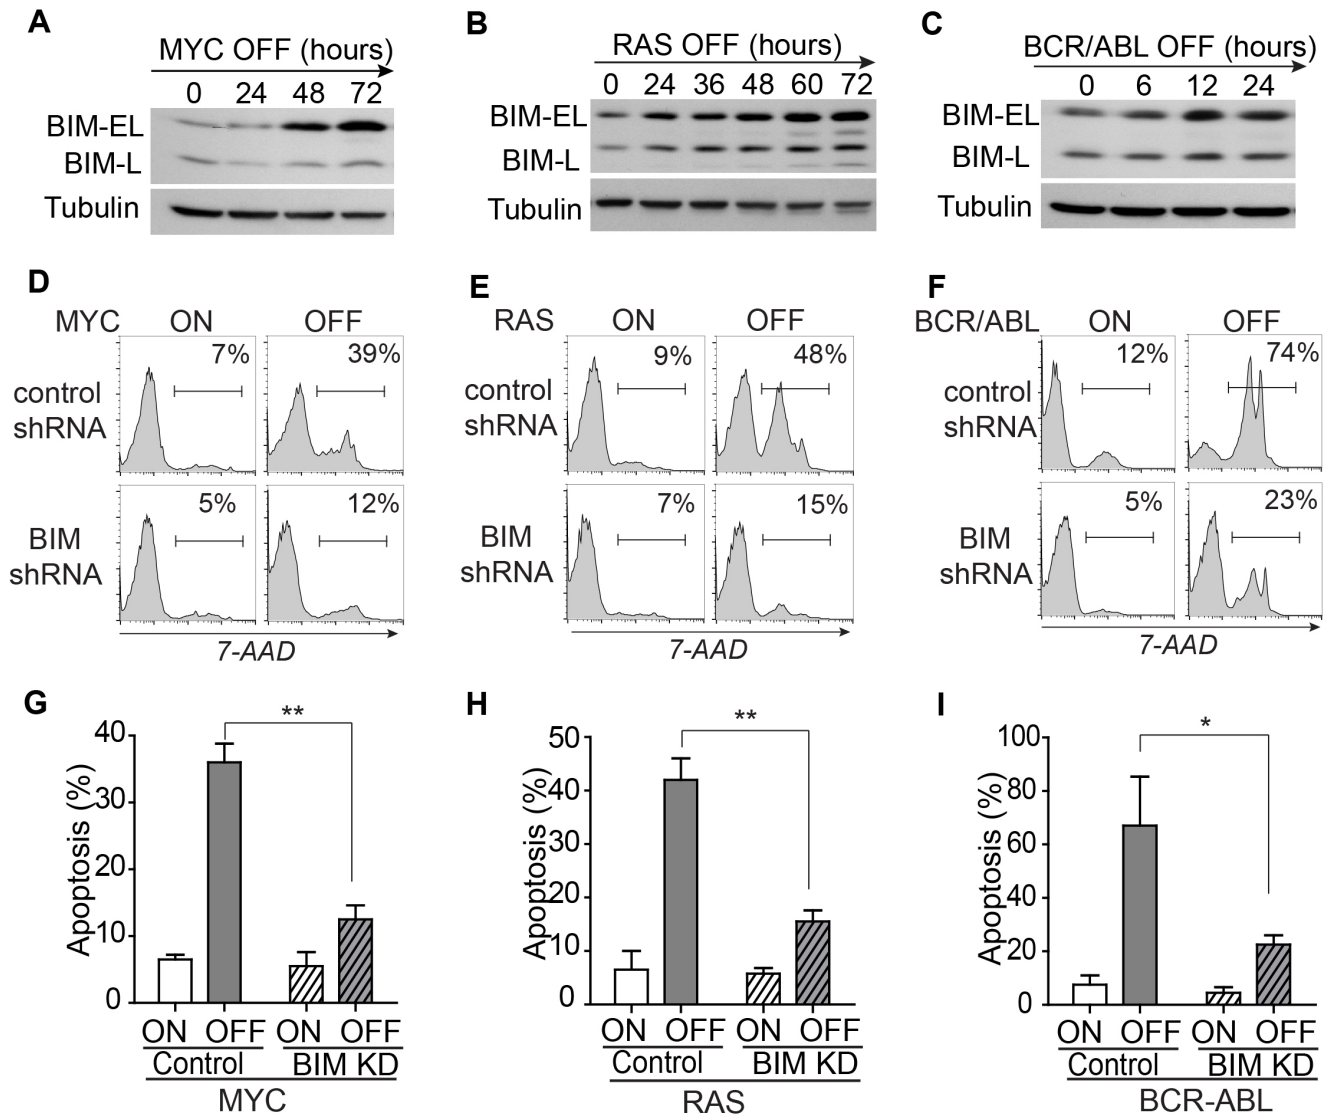 A
MYC OFF (hours)
0 24 48 72
BIM-EL
BIM-L
Tubulin
B
RAS OFF (hours)
0 24 36 48 60 72
BIM-EL
BIM-L
Tubulin
C
BCR/ABL OFF (hours)
0 6 12 24
BIM-EL
BIM-L
Tubulin
D
MYC ON OFF
control
shRNA
7% 39%
BIM
shRNA
5% 12%
7-AAD
E
RAS ON OFF
control
shRNA
9% 48%
BIM
shRNA
7% 15%
7-AAD
F
BCR/ABL ON OFF
control
shRNA
12% 74%
BIM
shRNA
5% 23%
7-AAD
G
Apoptosis (%)
40
30
20
10
0
**
ON OFF ON OFF
Control BIM KD
MYC
H
Apoptosis (%)
50
40
30
20
10
0
**
ON OFF ON OFF
Control BIM KD
RAS
I
Apoptosis (%)
100
80
60
40
20
0
*
ON OFF ON OFF
Control BIM KD
BCR-ABL